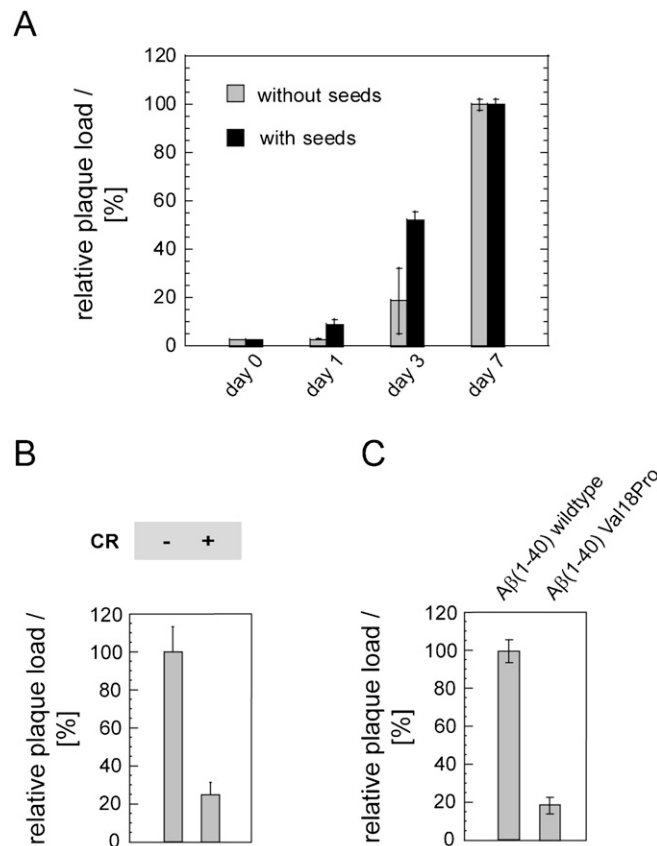 A
relative plaque load /
[%]
120
100
80
60
40
20
0
without seeds
with seeds
day 0
day 1
day 3
day 7
B
CR - +
relative plaque load /
[%]
120
100
80
60
40
20
0
C
Aβ(1-40) wildtype
Aβ(1-40) Val18Pro
relative plaque load /
[%]
120
100
80
60
40
20
0